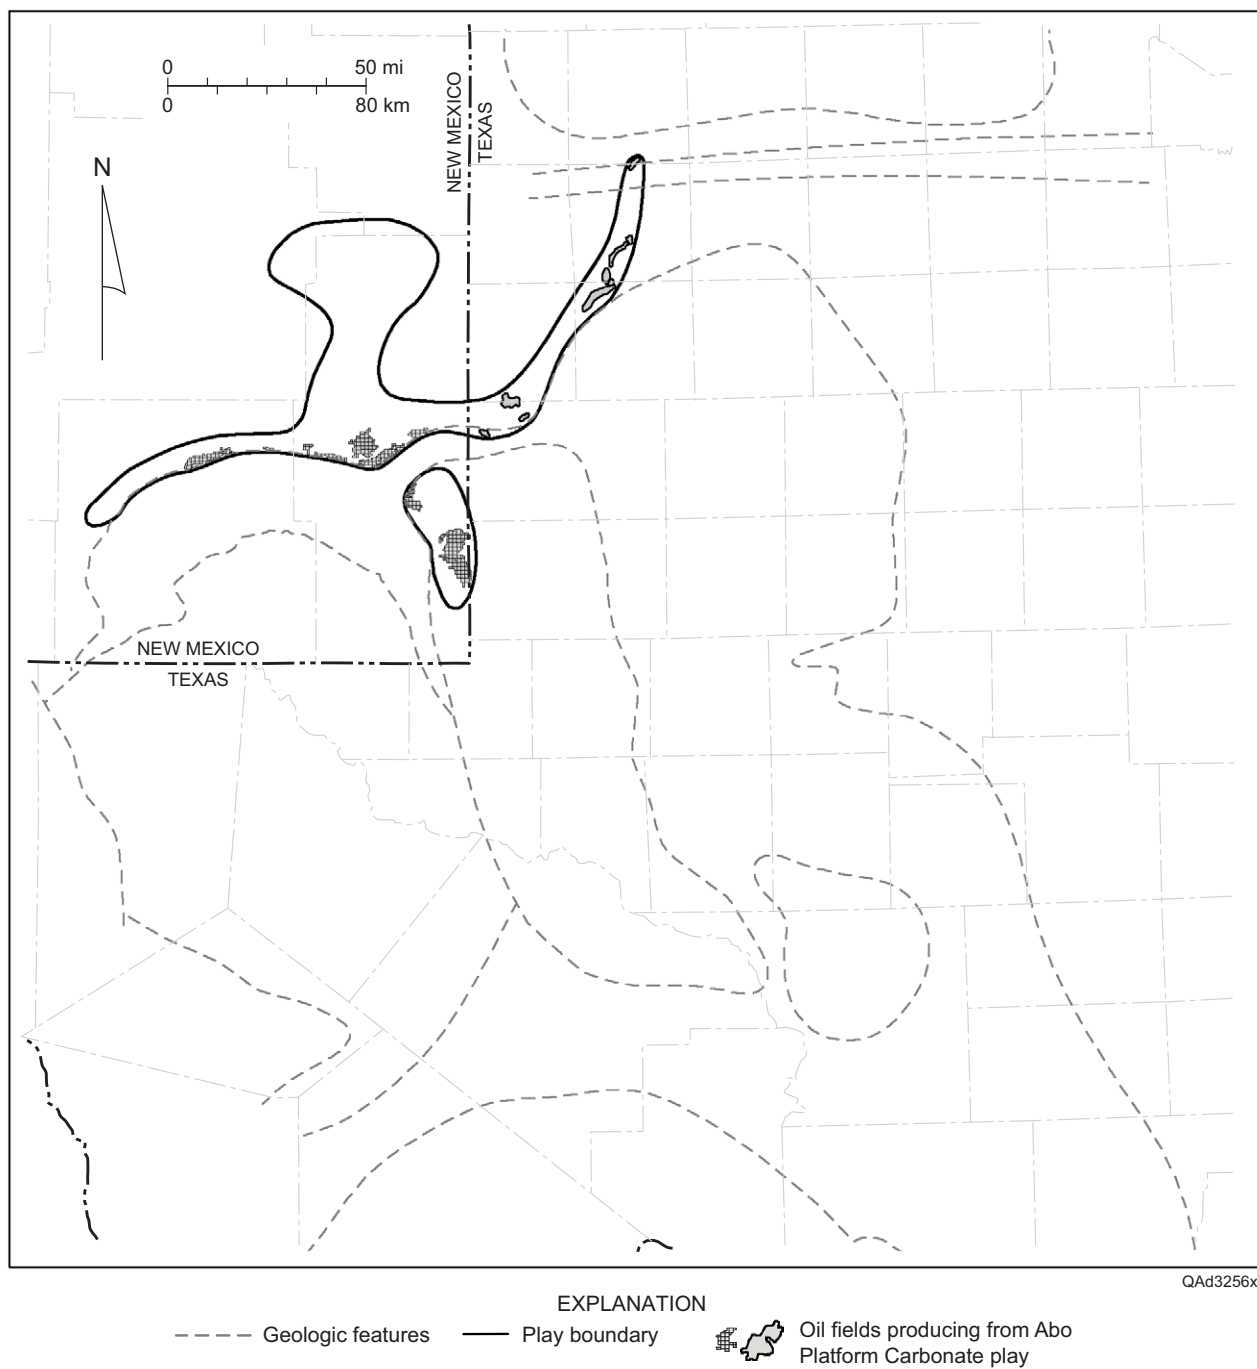 0 50 mi
0 80 km
N
NEW MEXICO
TEXAS
NEW MEXICO
TEXAS
QAd3256x
EXPLANATION
Geologic features
Play boundary
Oil fields producing from Abo
Platform Carbonate play